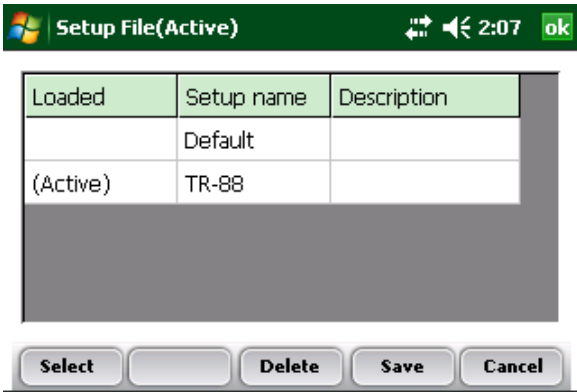 Setup File(Active) 2:07 ok
Loaded Setup name Description
Default
(Active) TR-88
Select Delete Save Cancel